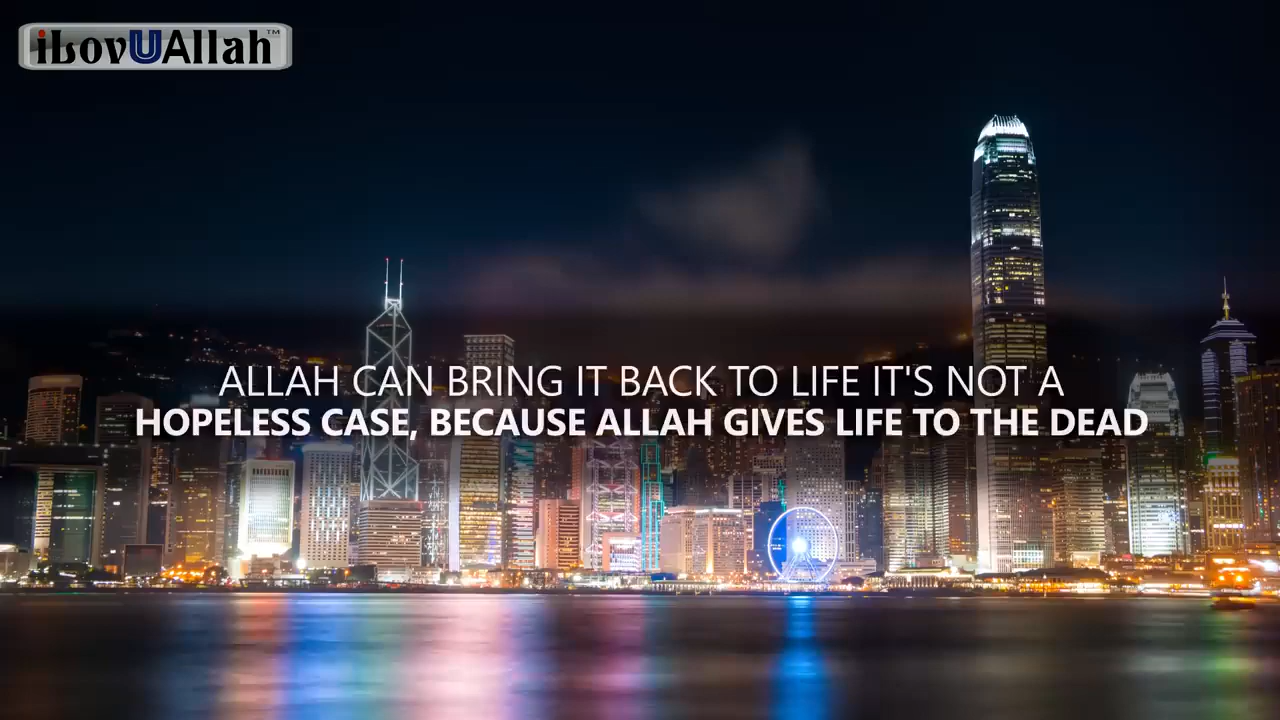 iLovUAllah™
ALLAH CAN BRING IT BACK TO LIFE IT'S NOT A
HOPELESS CASE, BECAUSE ALLAH GIVES LIFE TO THE DEAD